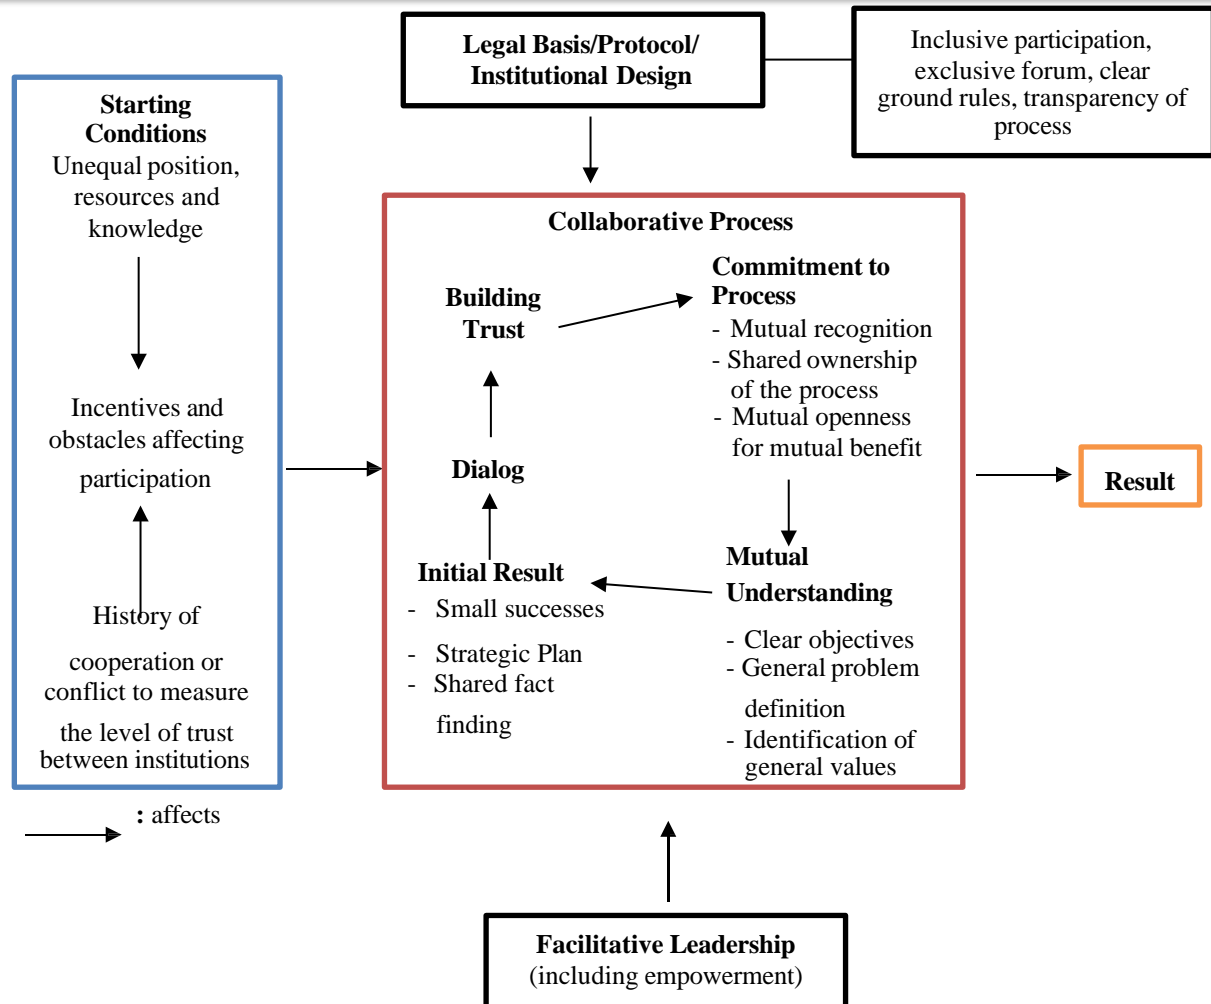 Legal Basis/Protocol/
Institutional Design
Inclusive participation,
exclusive forum, clear
ground rules, transparency of
process
Starting
Conditions
Unequal position,
resources and
knowledge
Incentives and
obstacles affecting
participation
History of
cooperation or
conflict to measure
the level of trust
between institutions
Collaborative Process
Building
Trust
Commitment to
Process
- Mutual recognition
- Shared ownership
of the process
- Mutual openness
for mutual benefit
Dialog
Initial Result
- Small successes
- Strategic Plan
- Shared fact
finding
Mutual
Understanding
- Clear objectives
- General problem
definition
- Identification of
general values
Result
: affects
Facilitative Leadership
(including empowerment)